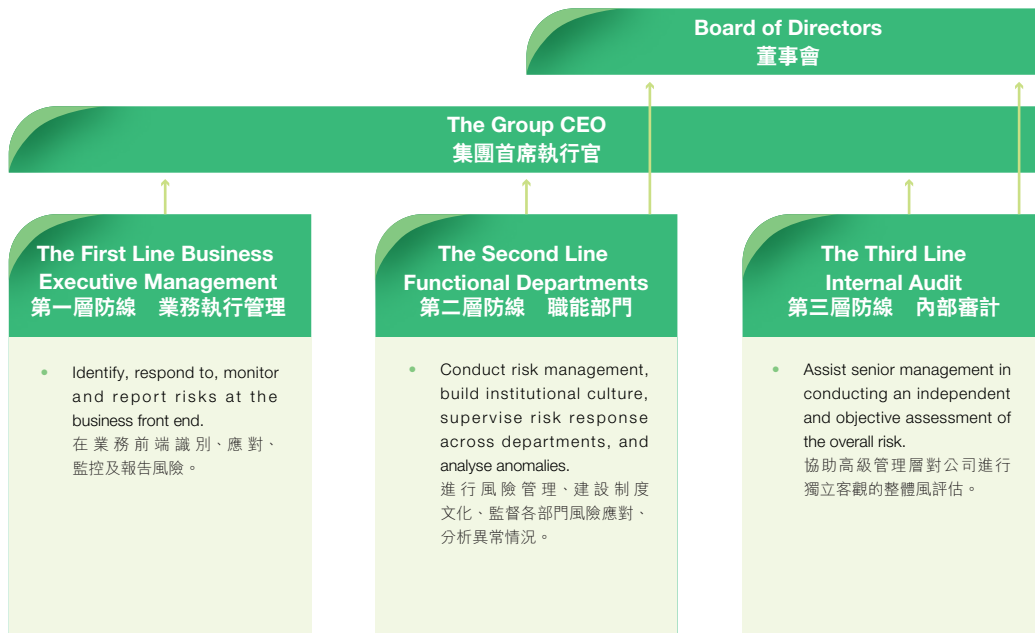 Board of Directors
董事會
The Group CEO
集團首席執行官
The First Line Business
Executive Management
第一層防線　業務執行管理
• Identify, respond to, monitor
and report risks at the
business front end.
在業務前端識別、應對、
監控及報告風險。
The Second Line
Functional Departments
第二層防線　職能部門
• Conduct risk management,
build institutional culture,
supervise risk response
across departments, and
analyse anomalies.
進行風險管理、建設制度
文化、監督各部門風險應對、
分析異常情況。
The Third Line
Internal Audit
第三層防線　內部審計
• Assist senior management in
conducting an independent
and objective assessment of
the overall risk.
協助高級管理層對公司進行
獨立客觀的整體風評估。